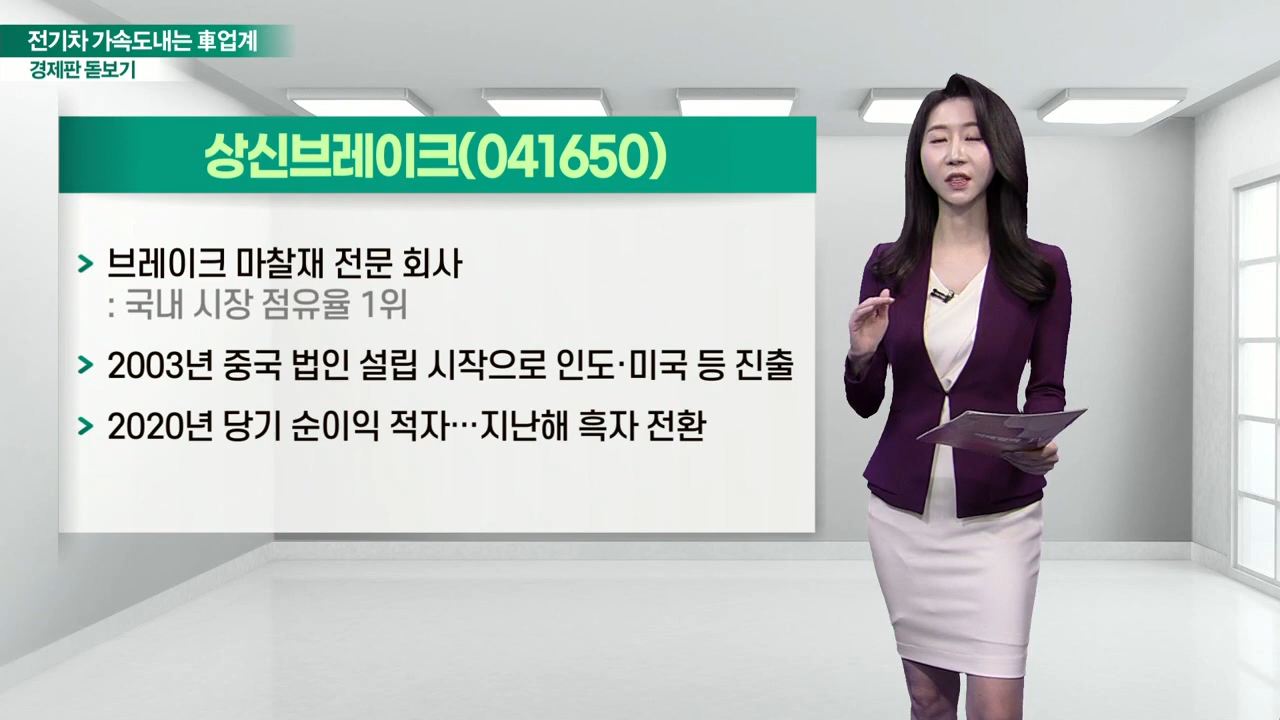 전기차 가속도내는 車업계
경제판 돋보기
상신브레이크(041650)
> 브레이크 마찰재 전문 회사
: 국내 시장 점유율 1위
> 2003년 중국 법인 설립 시작으로 인도·미국 등 진출
> 2020년 당기 순이익 적자…지난해 흑자 전환